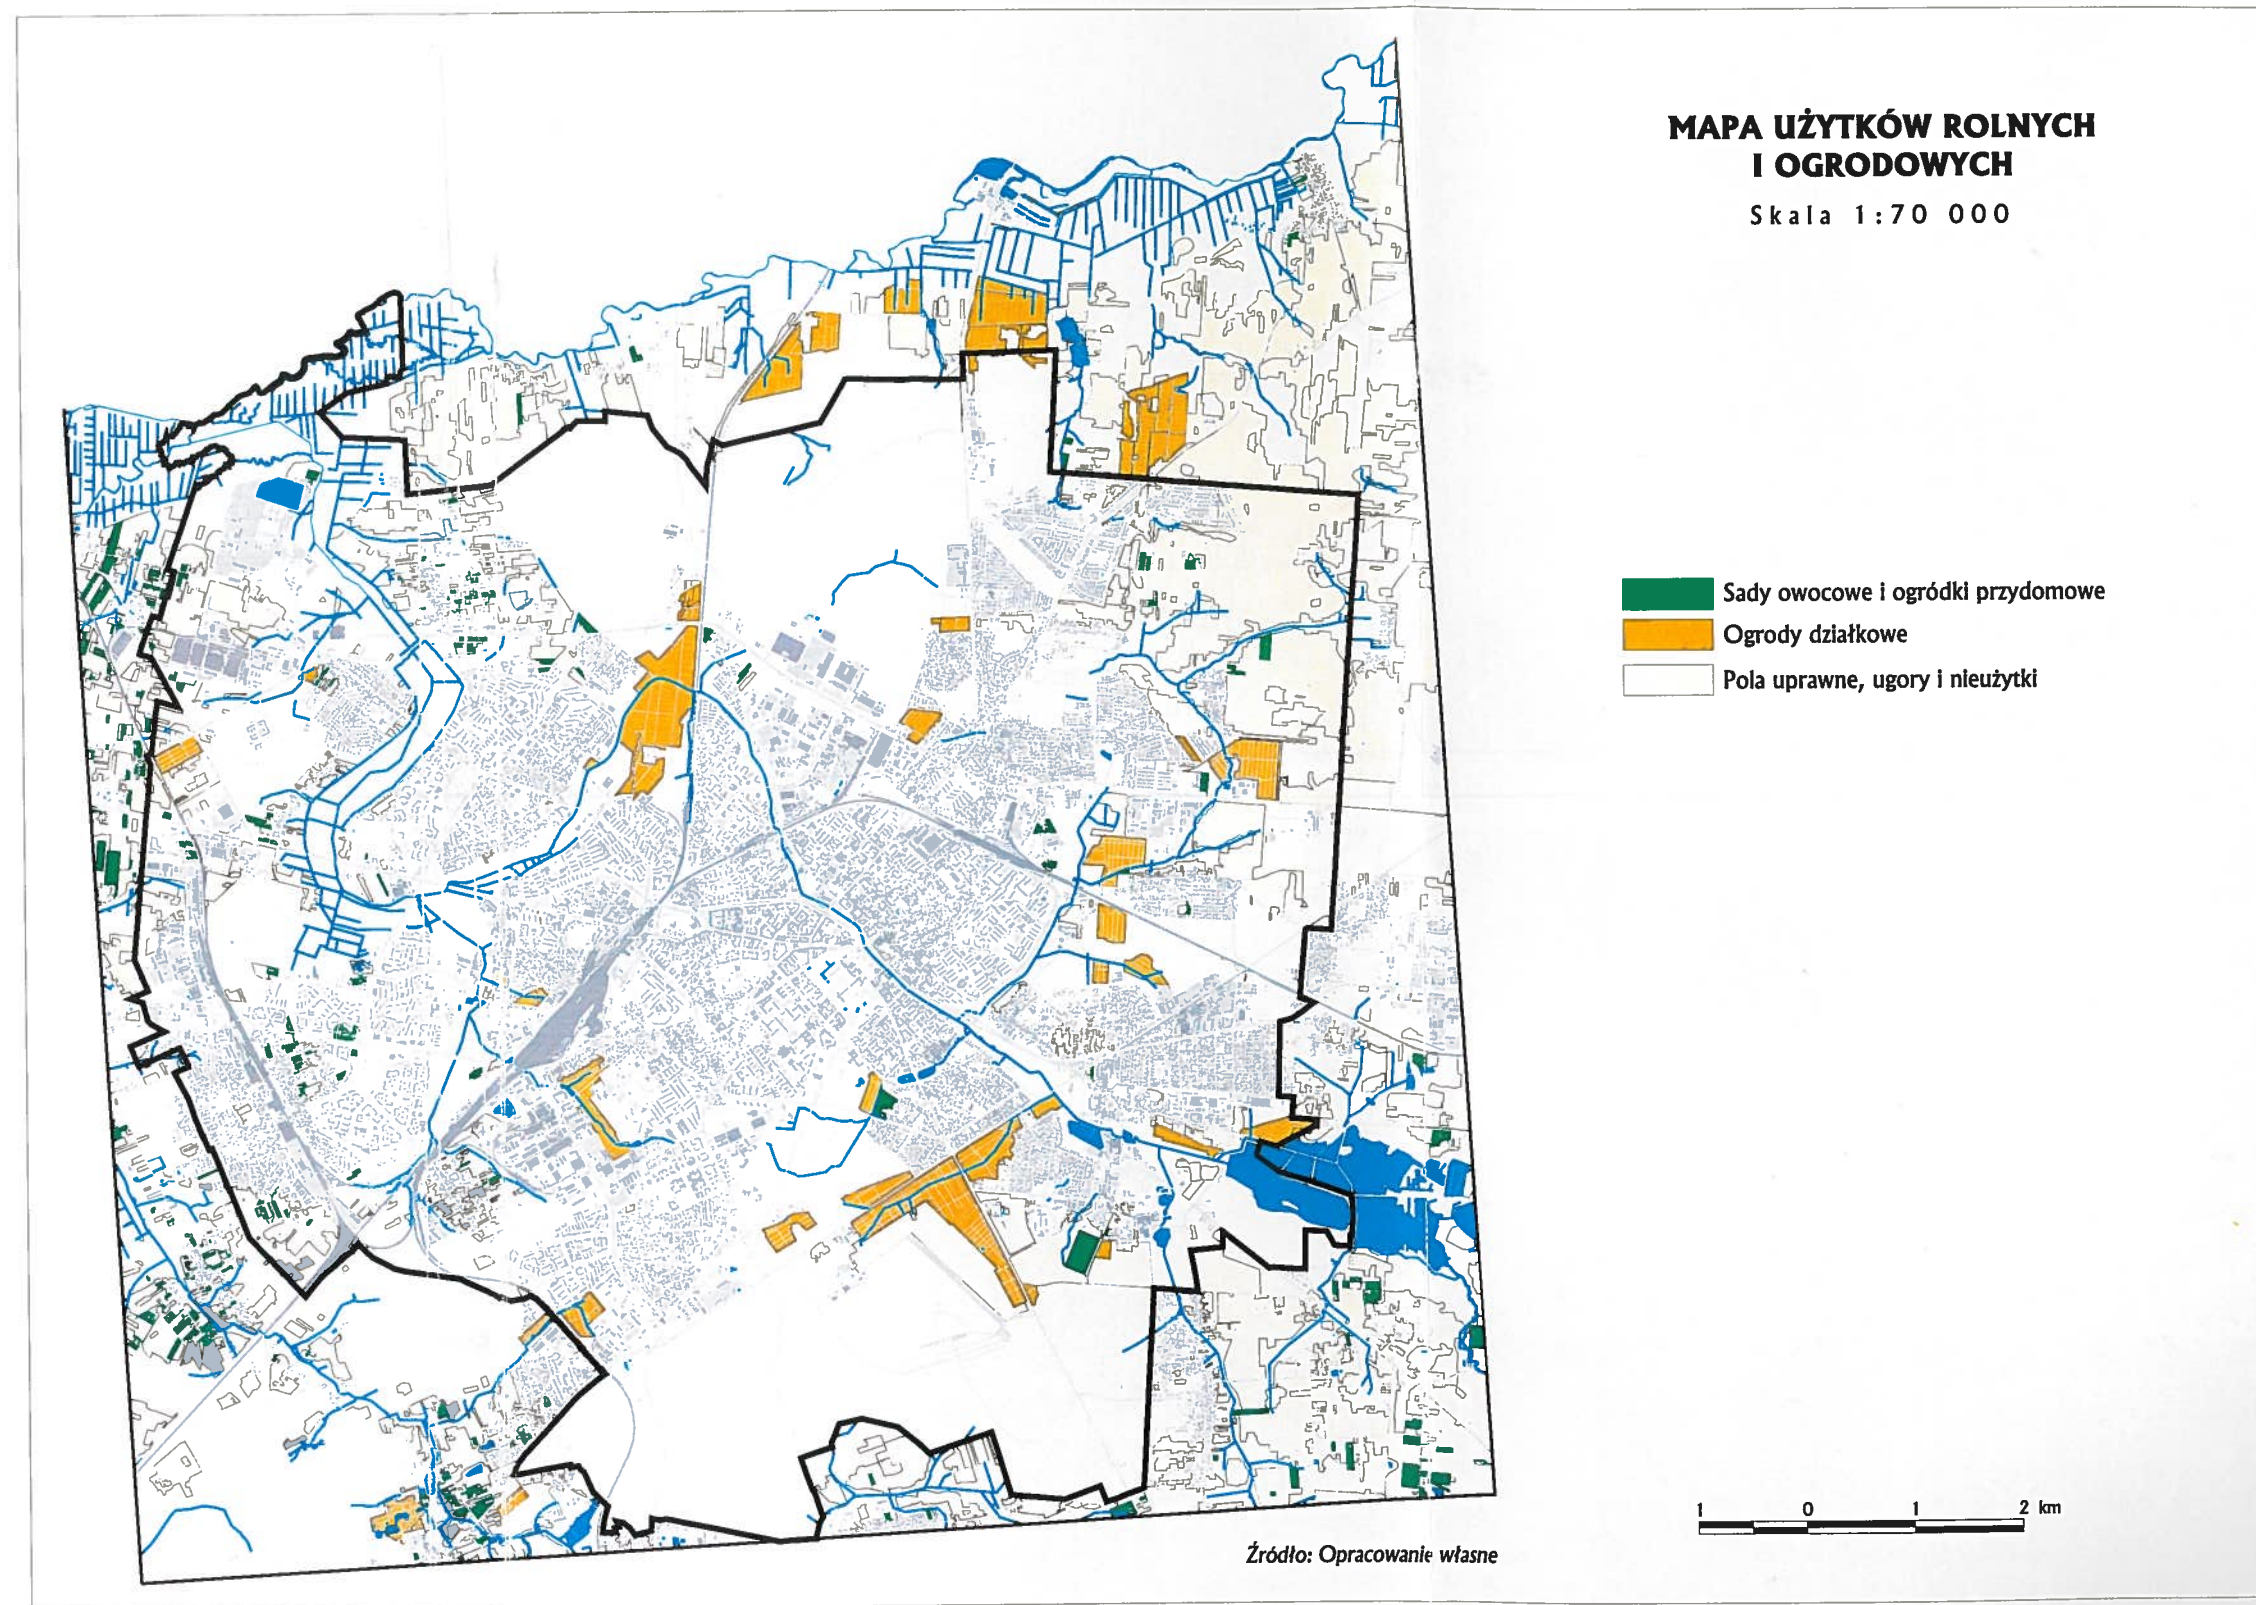 MAPA UŻYTKÓW ROLNYCH
I OGRODOWYCH
Skala 1:70 000
Sady owocowe i ogródki przydomowe
Ogrody działkowe
Pola uprawne, ugory i nieużytki
1 0 1 2 km
Źródło: Opracowanie własne